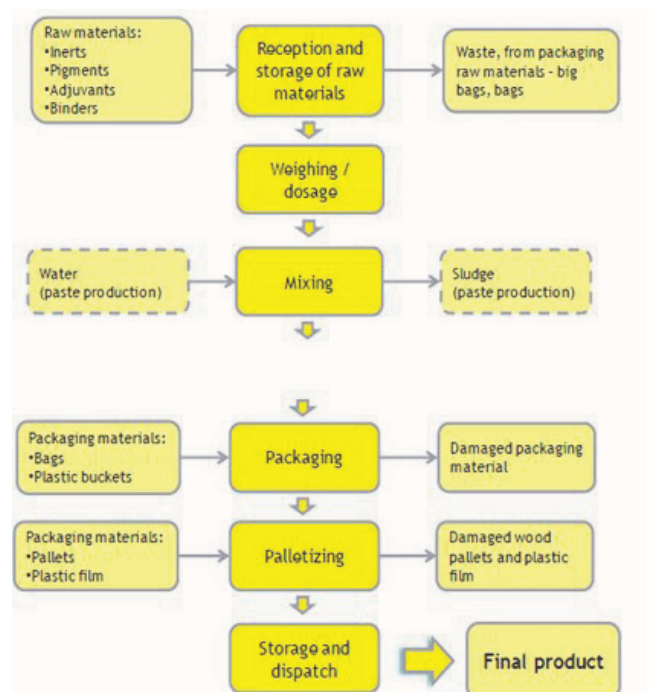 Raw materials:
•Inerts
•Pigments
•Adjuvants
•Binders
Reception and
storage of raw
materials
Waste, from packaging
raw materials - big
bags, bags
Weighing /
dosage
Water
(paste production)
Mixing
Sludge
(paste production)
Packaging materials:
•Bags
•Plastic buckets
Packaging
Damaged packaging
material
Packaging materials:
•Pallets
•Plastic film
Palletizing
Damaged wood
pallets and plastic
film
Storage and
dispatch
Final product